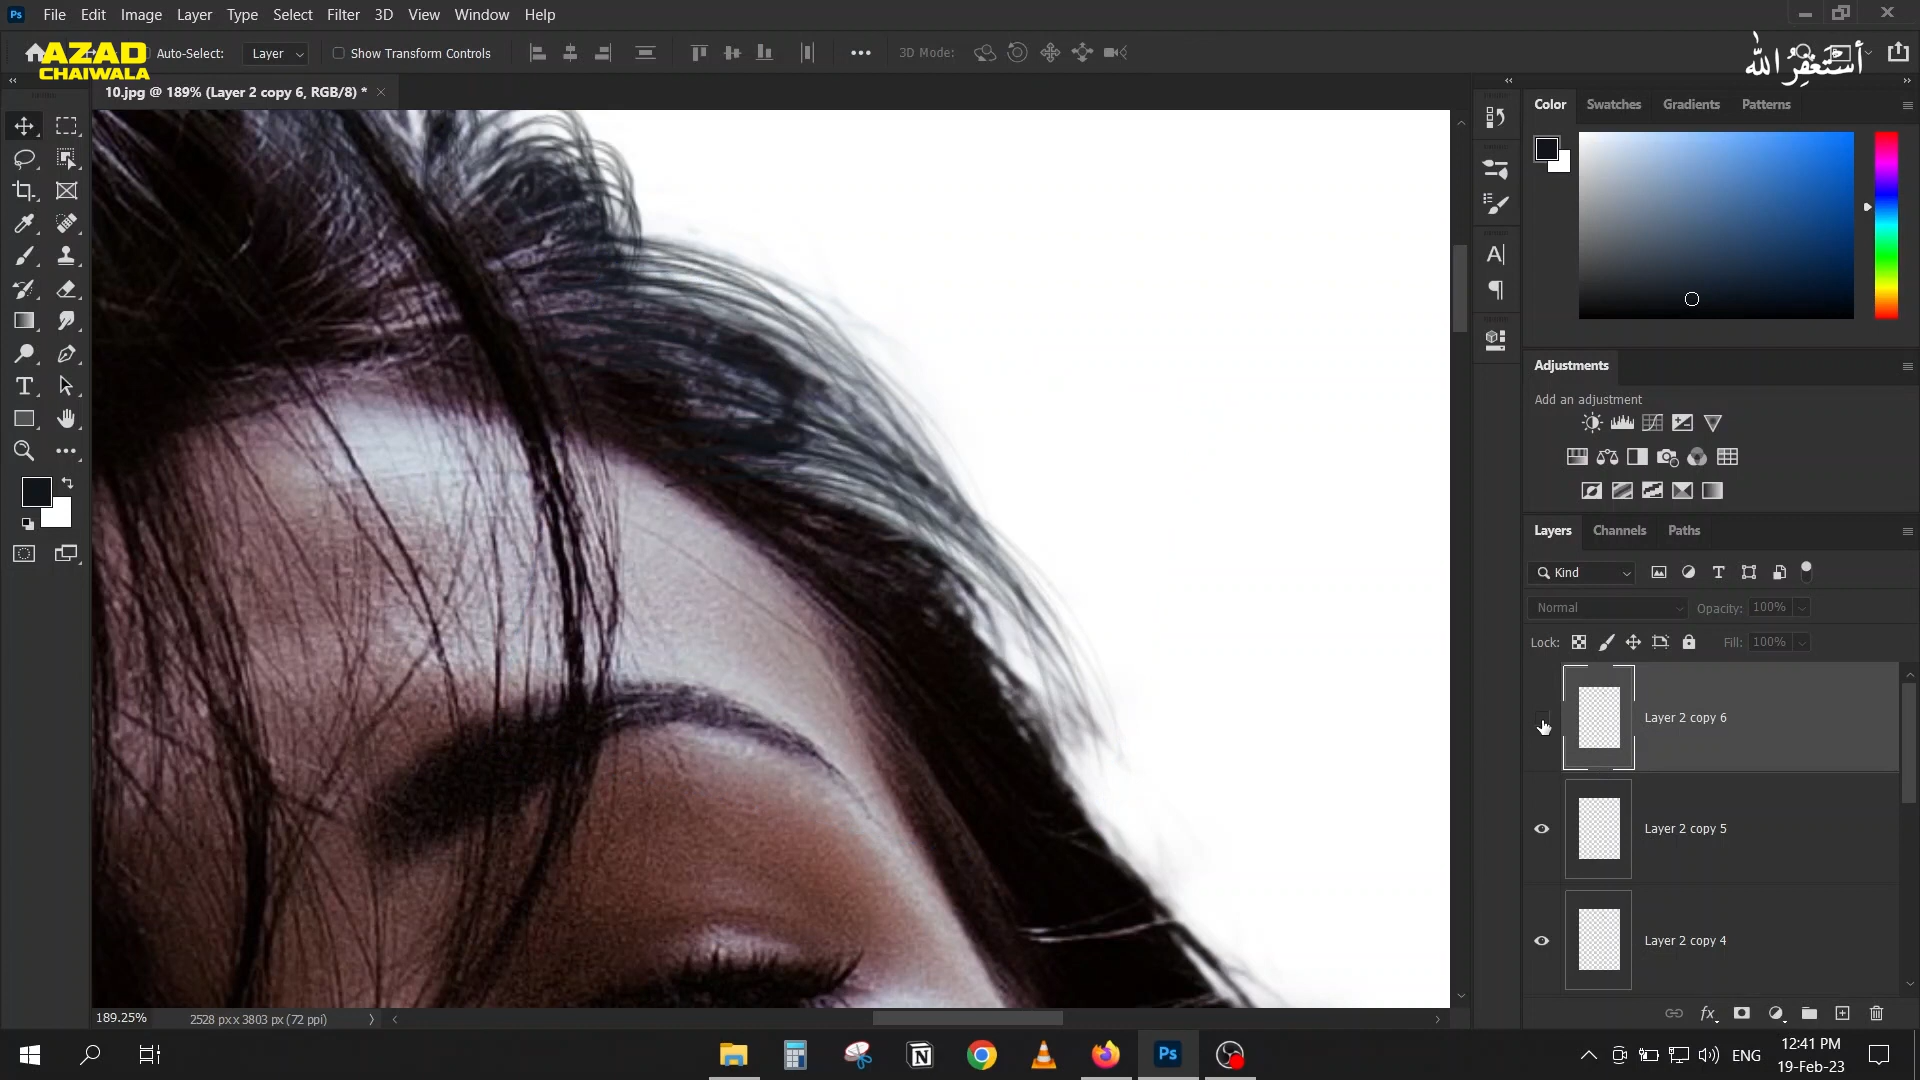 File Edit Image Layer Type Select Filter 3D View Window Help
AZAD
CHAIWALA
Auto-Select: Layer Show Transform Controls 3D Mode:
أستغفر الله
10.jpg @ 189% (Layer 2 copy 6, RGB/8) *
Color Swatches Gradients Patterns
Adjustments
Add an adjustment
Layers Channels Paths
Kind
Normal Opacity: 100%
Lock: Fill: 100%
Layer 2 copy 6
Layer 2 copy 5
Layer 2 copy 4
189.25% 2528 px x 3803 px (72 ppi)
ENG 12:41 PM
19-Feb-23